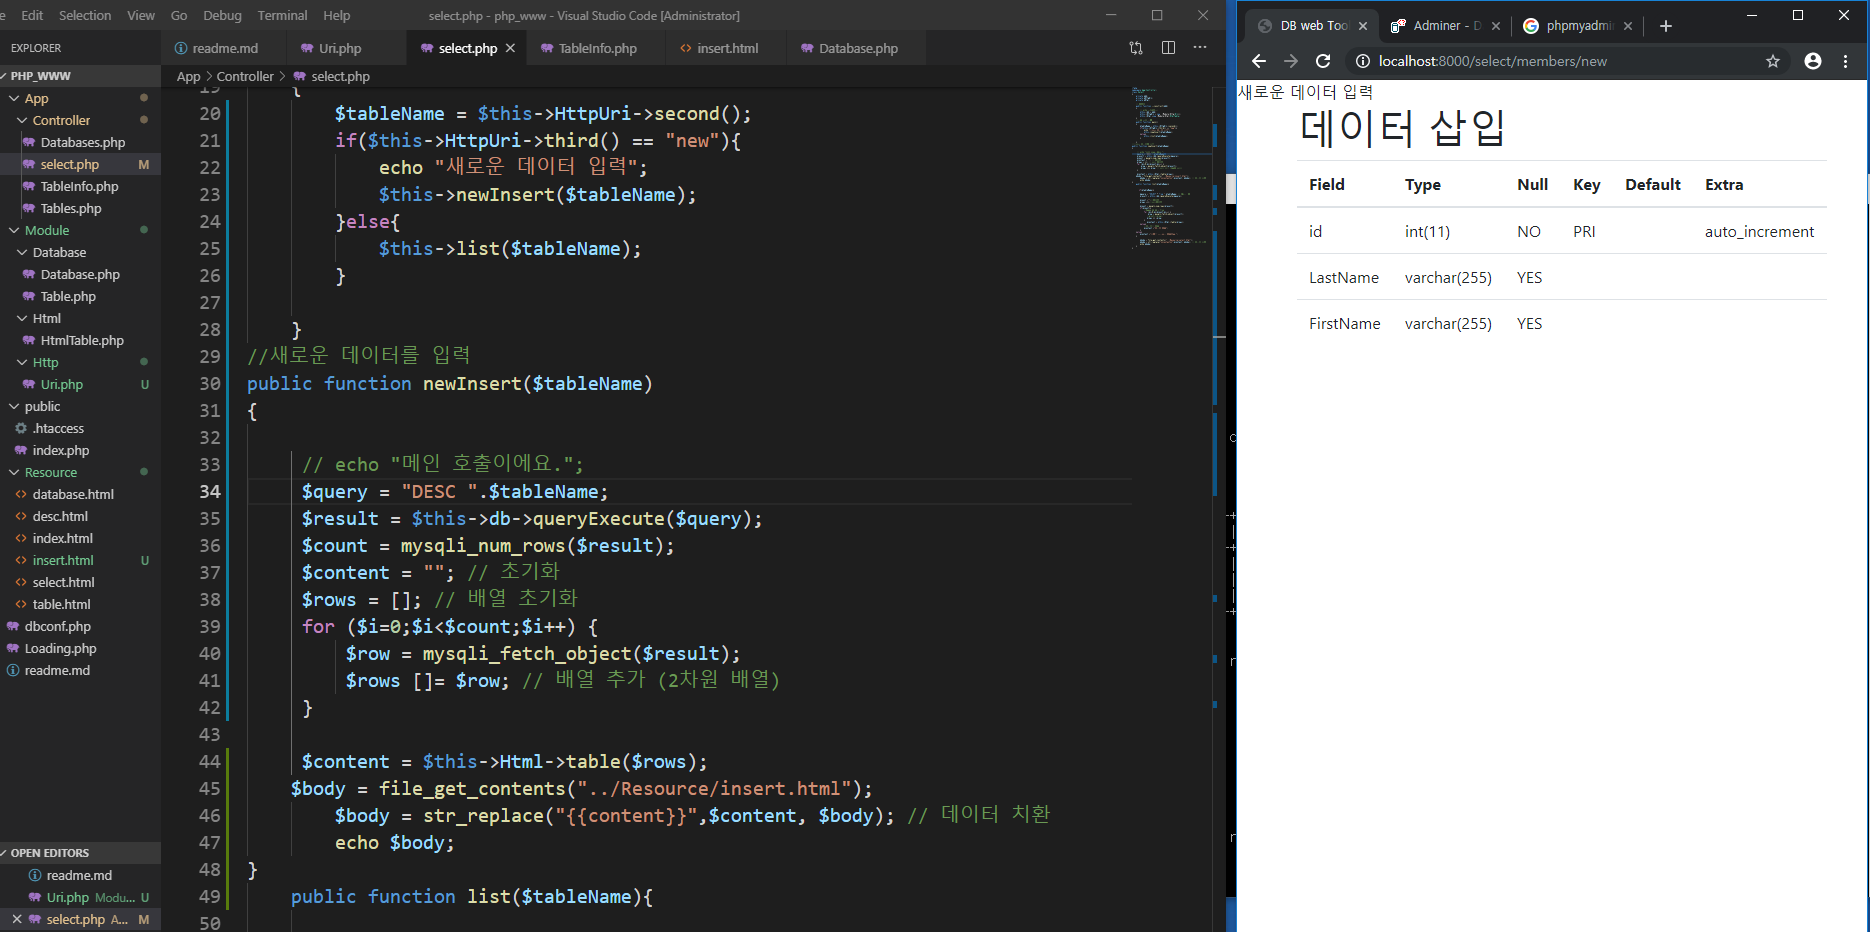 Edit Selection View Go Debug Terminal Help
select.php - php_www - Visual Studio Code [Administrator]
EXPLORER
PHP_WWW
App
Controller
Databases.php
select.php M
TableInfo.php
Tables.php
Module
Database
Database.php
Table.php
Html
HtmlTable.php
Http
Uri.php U
public
.htaccess
index.php
Resource
database.html
desc.html
index.html
insert.html U
select.html
table.html
dbconf.php
Loading.php
readme.md
OPEN EDITORS
readme.md
Uri.php Modu... U
select.php A... M
readme.md Uri.php select.php TableInfo.php insert.html Database.php
App > Controller > select.php
19 {
20 $tableName = $this->HttpUri->second();
21 if($this->HttpUri->third() == "new"){
22 echo "새로운 데이터 입력";
23 $this->newInsert($tableName);
24 }else{
25 $this->list($tableName);
26 }
27
28 }
29 //새로운 데이터를 입력
30 public function newInsert($tableName)
31 {
32
33 // echo "메인 호출이에요.";
34 $query = "DESC ".$tableName;
35 $result = $this->db->queryExecute($query);
36 $count = mysqli_num_rows($result);
37 $content = ""; // 초기화
38 $rows = []; // 배열 초기화
39 for ($i=0;$i<$count;$i++) {
40 $row = mysqli_fetch_object($result);
41 $rows []= $row; // 배열 추가 (2차원 배열)
42 }
43
44 $content = $this->Html->table($rows);
45 $body = file_get_contents("../Resource/insert.html");
46 $body = str_replace("{{content}}",$content, $body); // 데이터 치환
47 echo $body;
48 }
49 public function list($tableName){
50
DB web Too Adminer - D phpmyadmi
localhost:8000/select/members/new
새로운 데이터 입력
데이터 삽입
Field Type Null Key Default Extra
id int(11) NO PRI auto_increment
LastName varchar(255) YES
FirstName varchar(255) YES